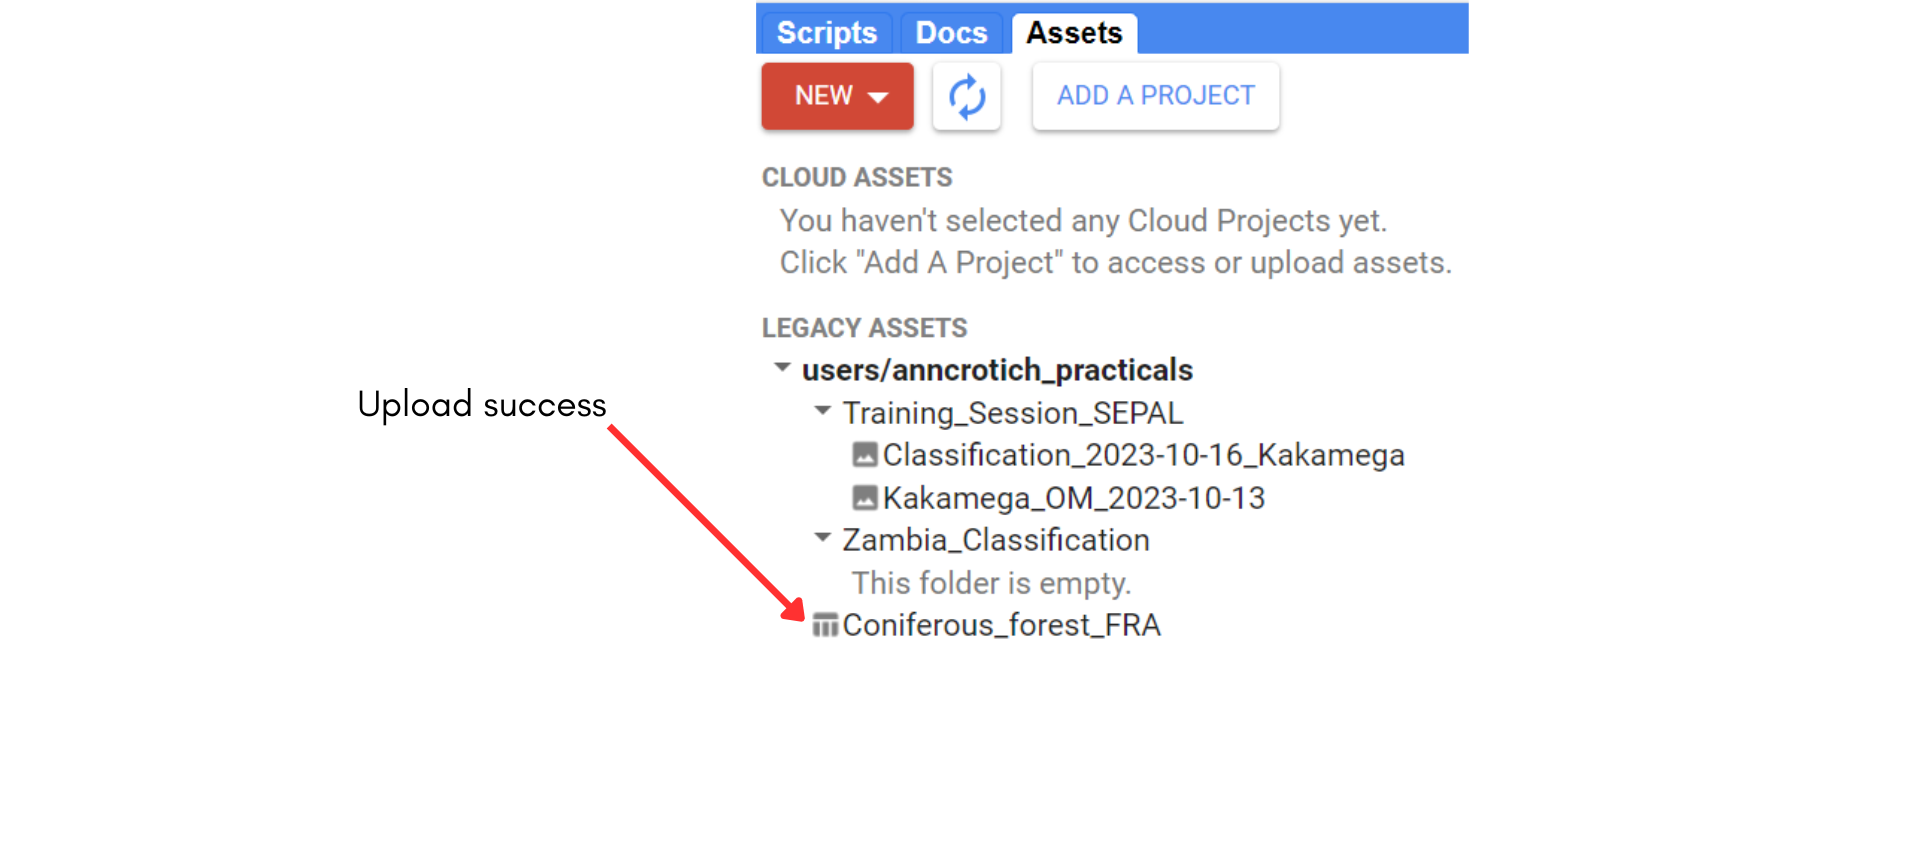 Scripts Docs Assets
NEW ADD A PROJECT
CLOUD ASSETS
You haven't selected any Cloud Projects yet.
Click "Add A Project" to access or upload assets.
LEGACY ASSETS
users/anncrotich_practicals
Upload success
Training_Session_SEPAL
Classification_2023-10-16_Kakamega
Kakamega_OM_2023-10-13
Zambia_Classification
This folder is empty.
Coniferous_forest_FRA